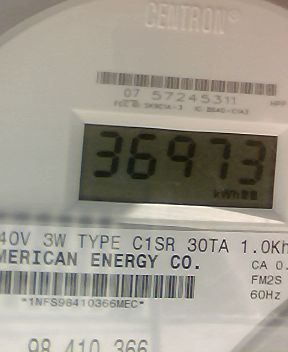 CENTRON®
07 57245311
36973
kWh
40V 3W TYPE C1SR 30TA 1.0Kh
MERICAN ENERGY CO.
CA 0.
FM2S
*1NFS98410366MEC*
60Hz
98 410 366